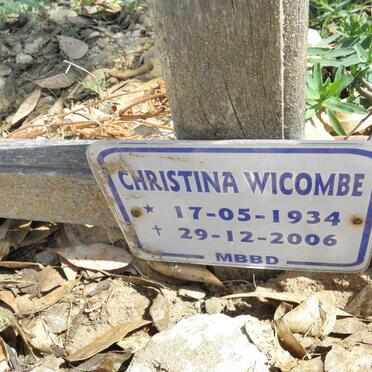 CHRISTINA WICOMBE
* 17-05-1934
† 29-12-2006
MBBD